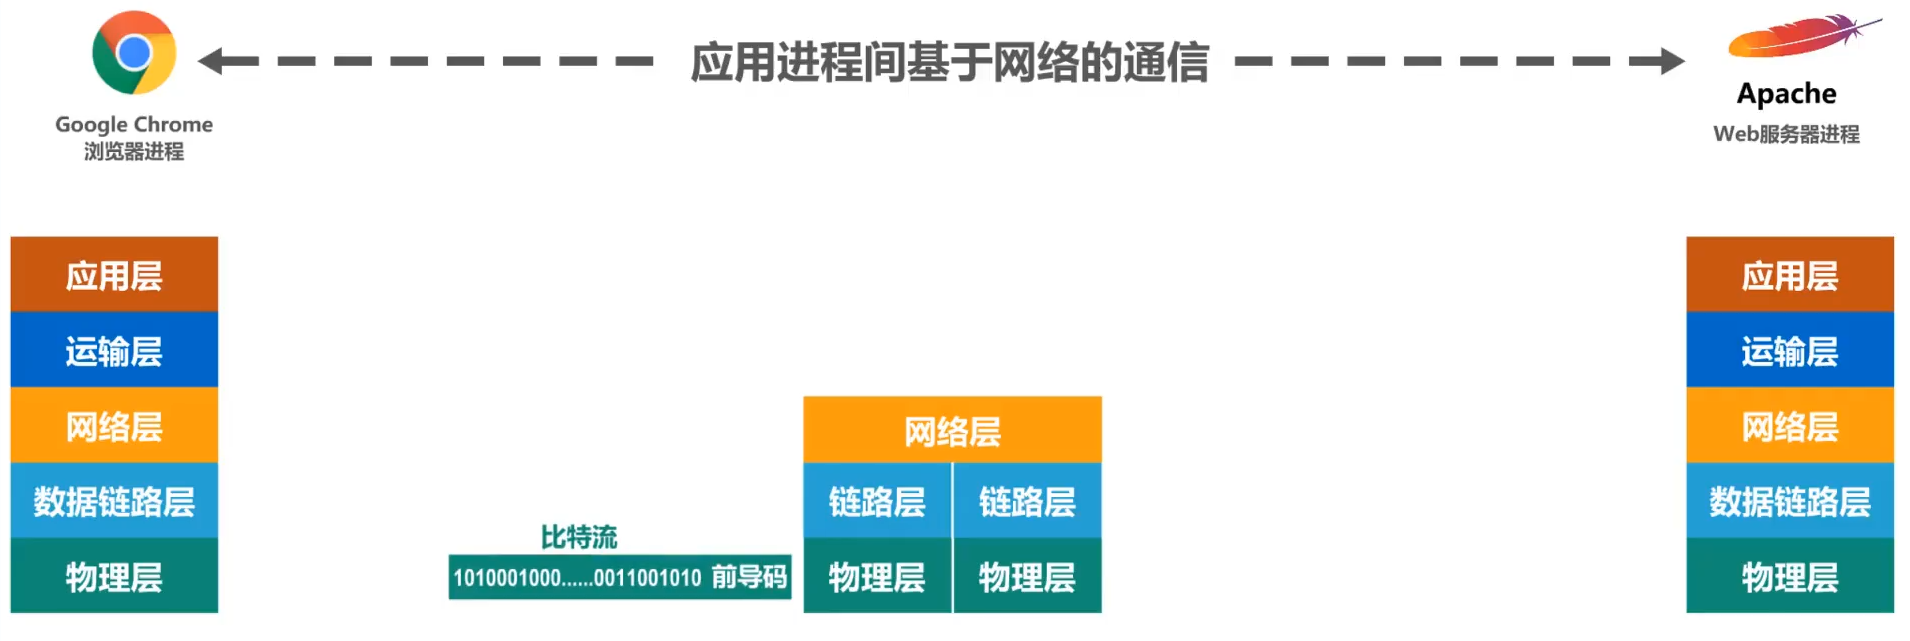 应用进程间基于网络的通信
Google Chrome
浏览器进程
Apache
Web服务器进程
应用层
运输层
网络层
数据链路层
物理层
比特流
1010001000......0011001010 前导码
网络层
链路层 链路层
物理层 物理层
应用层
运输层
网络层
数据链路层
物理层